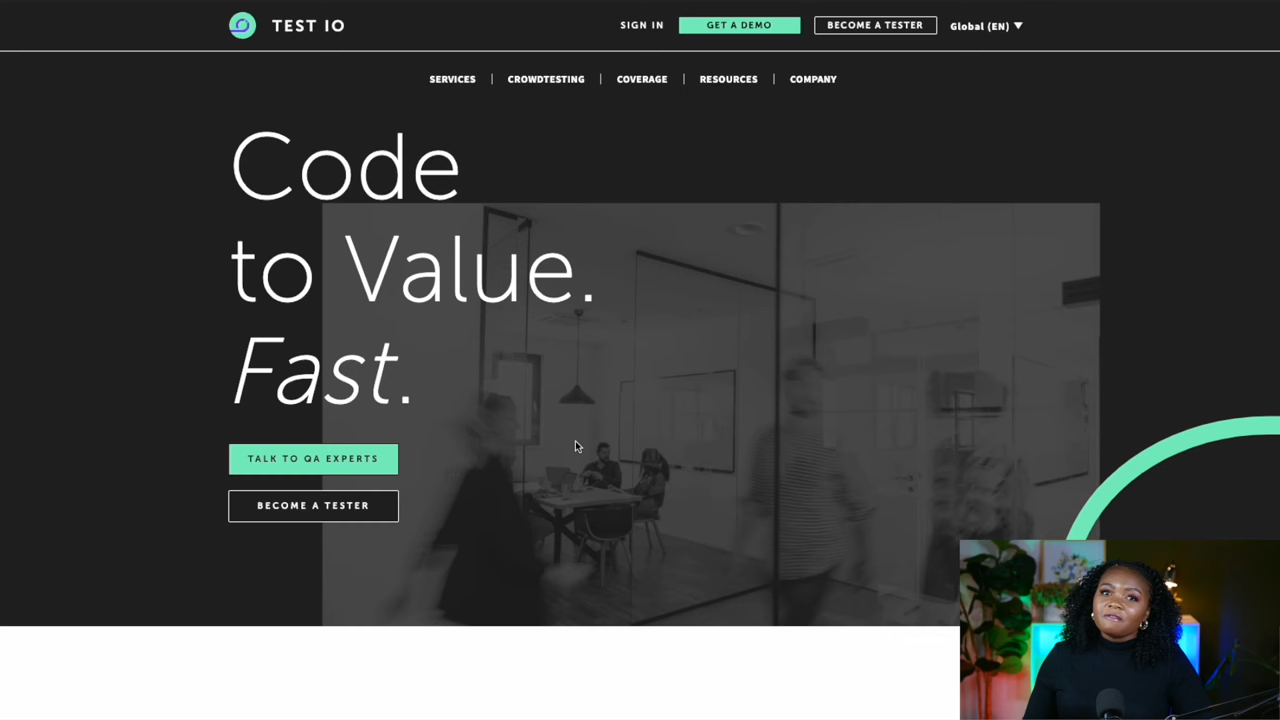 TEST IO
SIGN IN
GET A DEMO
BECOME A TESTER
Global (EN) ▼
SERVICES | CROWDTESTING | COVERAGE | RESOURCES | COMPANY
Code
to Value.
Fast.
TALK TO QA EXPERTS
BECOME A TESTER